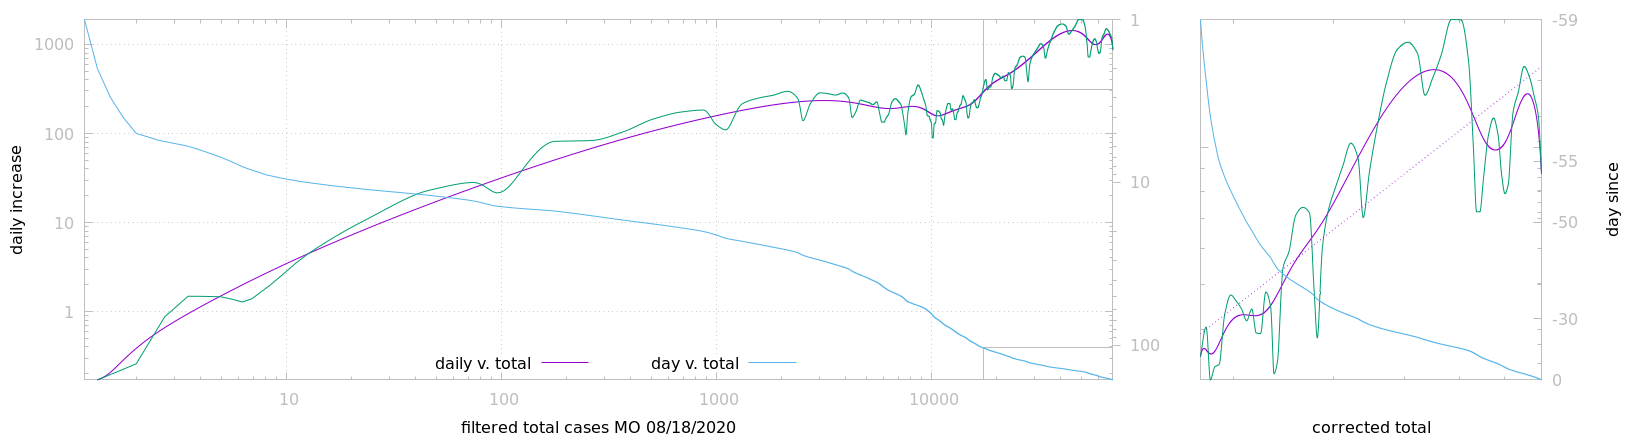 1000
100
10
1
daily increase
10
100
1000
10000
filtered total cases MO 08/18/2020
daily v. total
day v. total
1
10
100
-59
-55
-50
-30
0
day since
corrected total